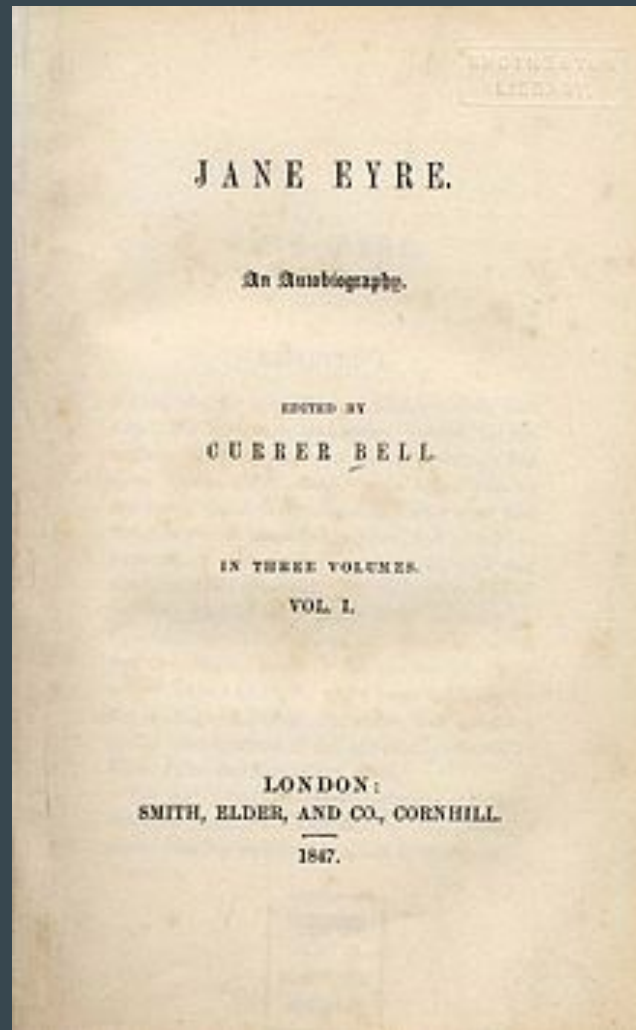 JANE EYRE.
An Autobiography.
EDITED BY
CURRER BELL
IN THREE VOLUMES.
VOL. I.
LONDON:
SMITH, ELDER, AND CO., CORNHILL.
1847.